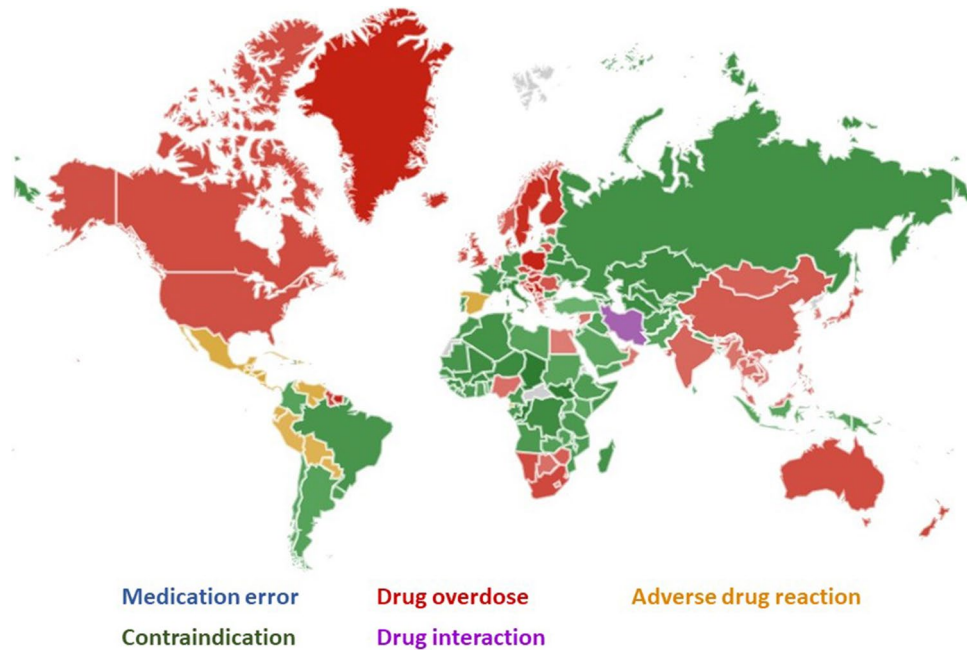 Medication error Drug overdose Adverse drug reaction
Contraindication Drug interaction